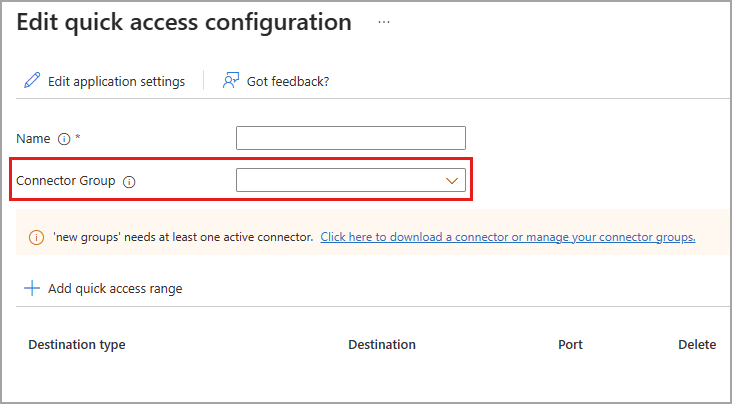 Edit quick access configuration ...
Edit application settings
Got feedback?
Name *
Connector Group
'new groups' needs at least one active connector. Click here to download a connector or manage your connector groups.
Add quick access range
Destination type Destination Port Delete